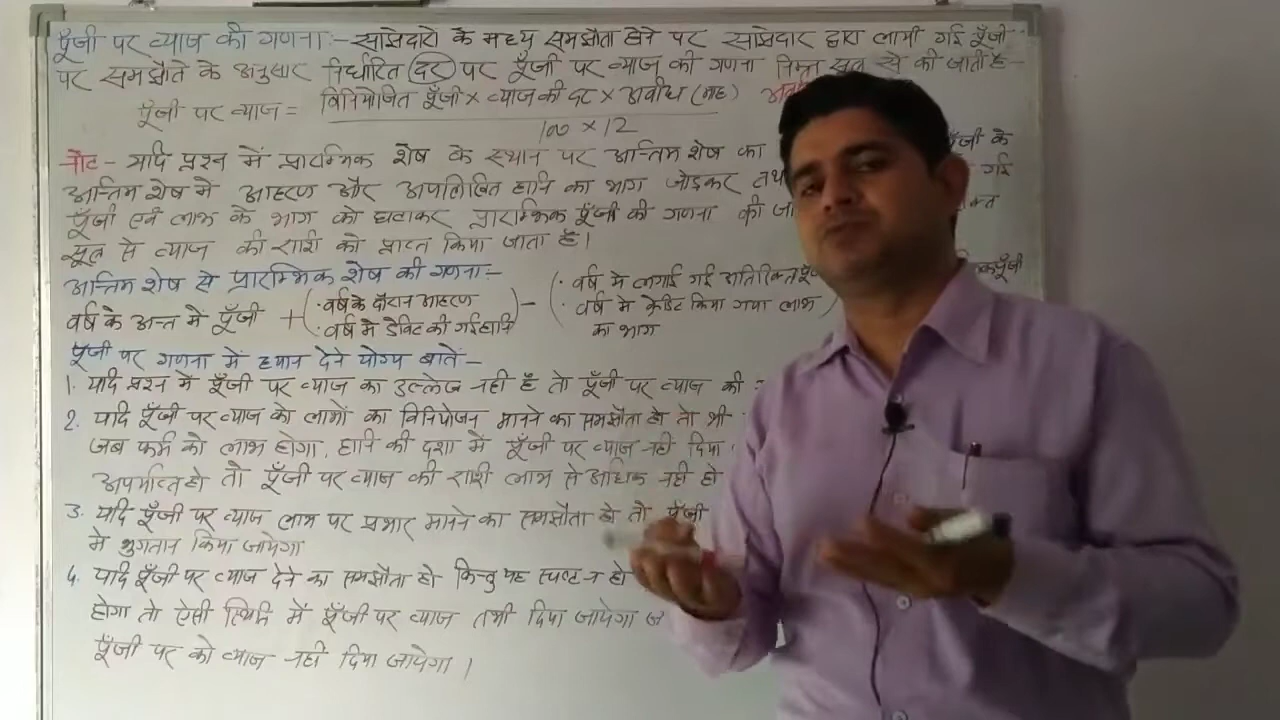 पूँजी पर व्याज की गणना:- साझेदारो के मध्य समझौता होने पर साझेदार द्वारा लायी गई पूँजी
पर समझौते के अनुसार निर्धारित दर पर पूँजी पर व्याज की गणना निम्न सूत्र से की जाती है-
पूँजी पर व्याज = विनियोजित पूँजी × व्याज की दर × अवधि (माह)
100 × 12
नोट - यदि प्रश्न में प्रारम्भिक शेष के स्थान पर अन्तिम शेष का पूँजी के
अन्तिम शेष में आहरण और अपलिखित हानि का भाग जोडकर गई
पूँजी एवं लाभ के भाग को घटाकर प्रारम्भिक पूँजी की गणना की
सूत्र से व्याज की राशी को प्राप्त किया जाता है।
अन्तिम शेष से प्रारम्भिक शेष की गणना:-
वर्ष के अन्त में पूँजी + (· वर्ष के दौरान आहरण · वर्ष में डेबिट की गई हानि) - (· वर्ष में लगाई गई अतिरिक्त · वर्ष में क्रेडिट किया गया लाभ का भाग
पूँजी पर गणना में ध्यान देने योग्य बातें:-
1. यदि प्रश्न में पूँजी पर व्याज का उल्लेख नही है तो पूँजी पर व्याज की
2. यदि पूँजी पर व्याज को लाभों का विनियोजन मानने का समझौता हो तो भी
जब फर्म को लाभ होगा, हानि की दशा में पूँजी पर व्याज नही दिया
अपर्याप्त हो तो पूँजी पर व्याज की राशी लाभ से अधिक नही हो
3. यदि पूँजी पर व्याज लाभ पर प्रभार मानने का समझौता हो तो पूँजी
में भुगतान किया जायेगा
4. यदि पूँजी पर व्याज देने का समझौता हो किन्तु यह स्पष्ट न हो
होगा तो ऐसी स्थिति में पूँजी पर व्याज तभी दिया जायेगा
पूँजी पर को व्याज नही दिया जायेगा।